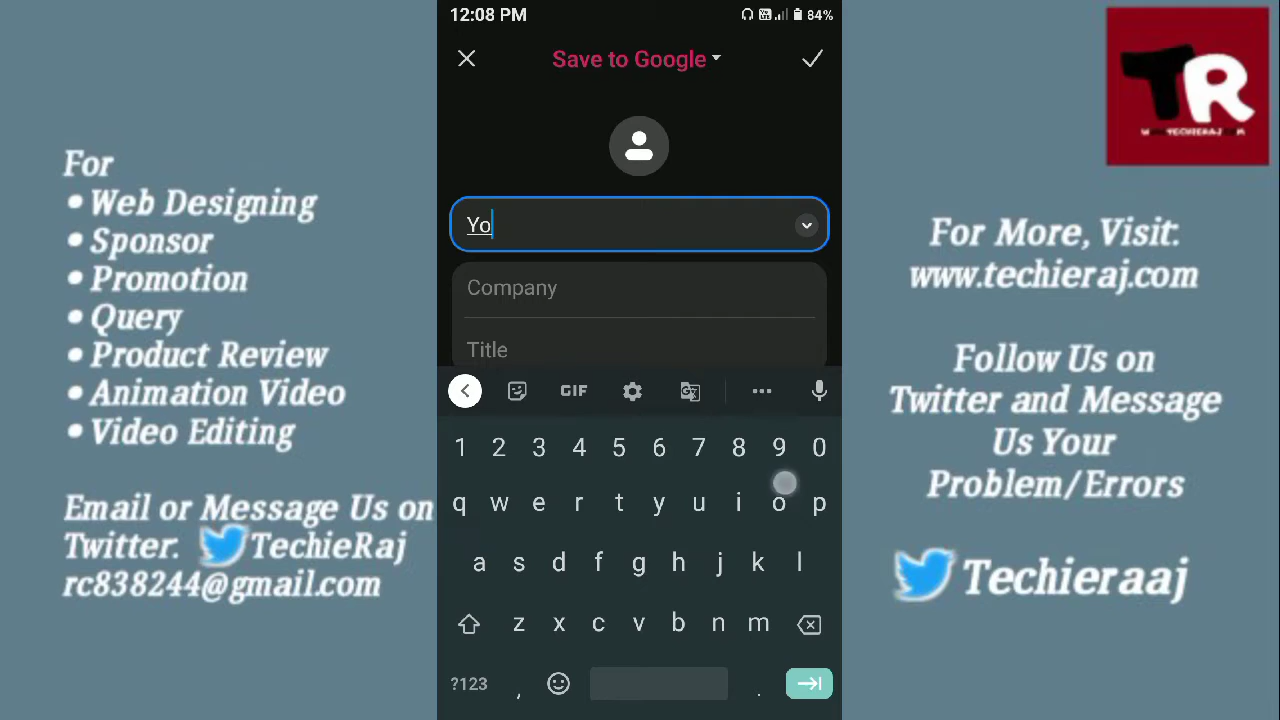 For
• Web Designing
• Sponsor
• Promotion
• Query
• Product Review
• Animation Video
• Video Editing
Email or Message Us on
Twitter. TechieRaj
rc838244@gmail.com
12:08 PM
84%
Save to Google
Yo
Company
Title
GIF
1 2 3 4 5 6 7 8 9 0
q w e r t y u i o p
a s d f g h j k l
z x c v b n m
?123 , .
TR
For More, Visit:
www.techieraj.com
Follow Us on
Twitter and Message
Us Your
Problem/Errors
Techieraaj